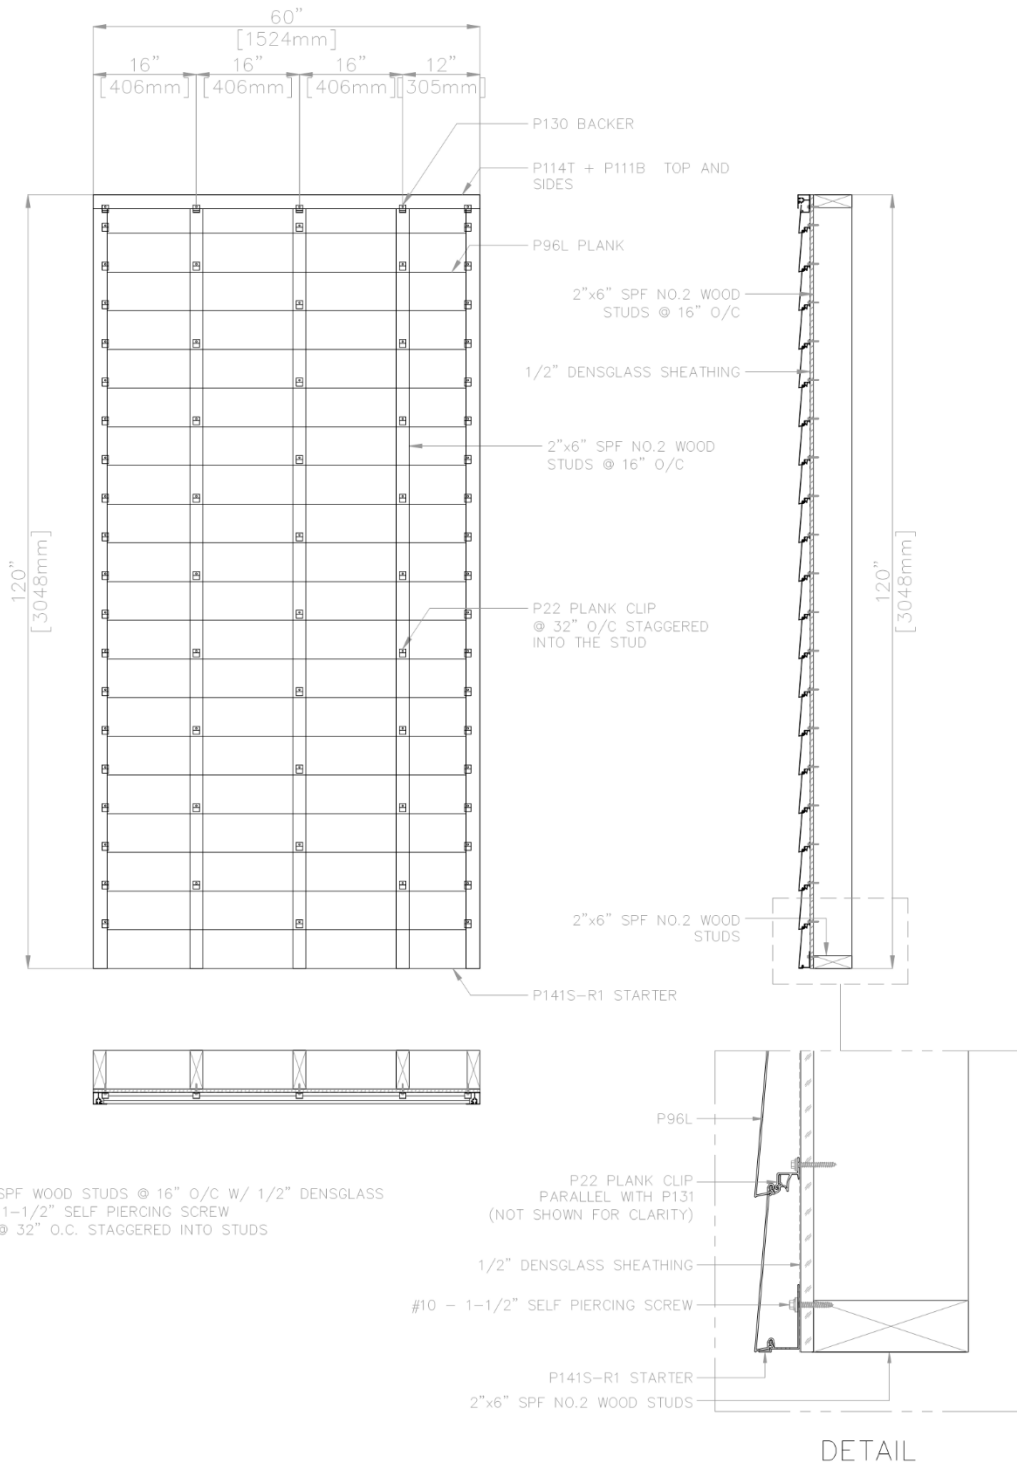 60"
[1524mm]
16"
[406mm]
16"
[406mm]
16"
[406mm]
12"
[305mm]
P130 BACKER
P114T + P111B TOP AND
SIDES
P96L PLANK
2"x6" SPF NO.2 WOOD
STUDS @ 16" O/C
1/2" DENSGLASS SHEATHING
2"x6" SPF NO.2 WOOD
STUDS @ 16" O/C
120"
[3048mm]
120"
[3048mm]
P22 PLANK CLIP
@ 32" O/C STAGGERED
INTO THE STUD
2"x6" SPF NO.2 WOOD
STUDS
P141S-R1 STARTER
P96L
P22 PLANK CLIP
PARALLEL WITH P131
(NOT SHOWN FOR CLARITY)
SPF WOOD STUDS @ 16" O/C W/ 1/2" DENSGLASS
1-1/2" SELF PIERCING SCREW
@ 32" O.C. STAGGERED INTO STUDS
1/2" DENSGLASS SHEATHING
#10 - 1-1/2" SELF PIERCING SCREW
P141S-R1 STARTER
2"x6" SPF NO.2 WOOD STUDS
DETAIL